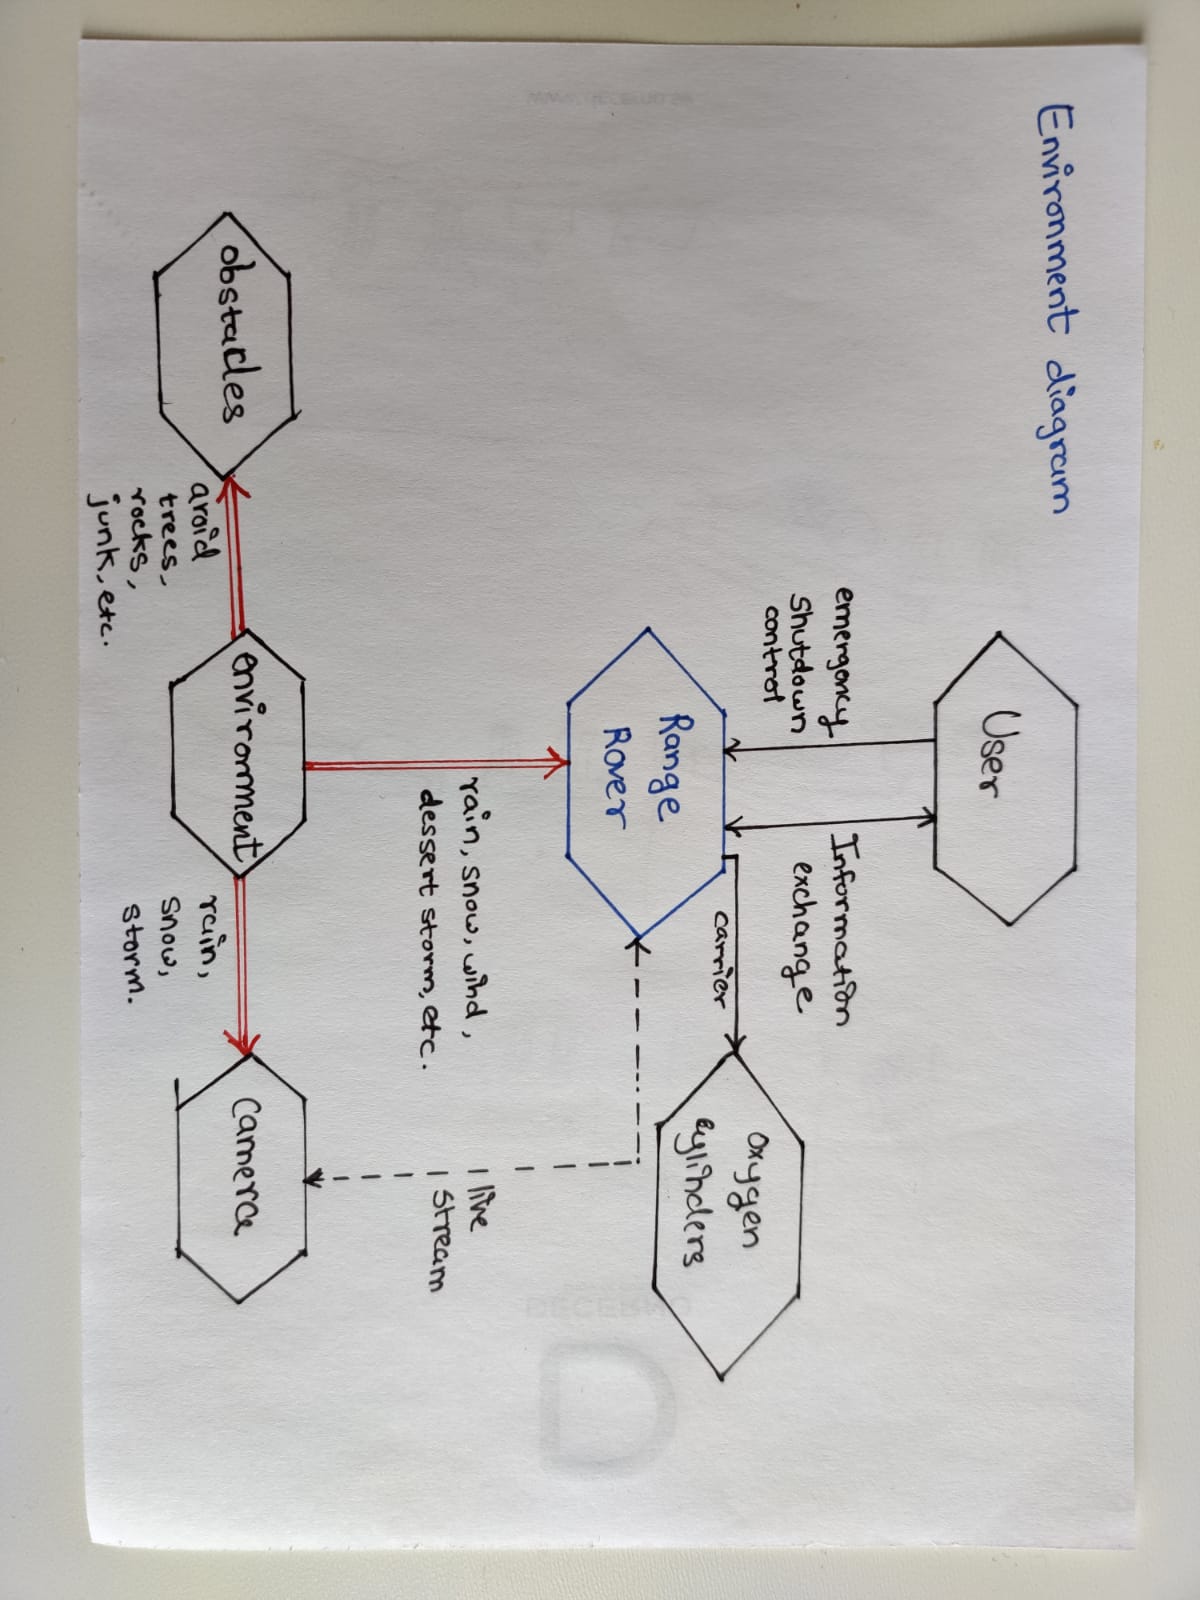 Environment diagram
User
emergency
Shutdown
control
Information
exchange
Range
Rover
carrier
oxygen
cylinders
rain, snow, wind,
dessert storm, etc.
live
stream
obstacles
avoid
trees,
rocks,
junk, etc.
environment
rain,
snow,
storm.
Camera
DECERNO